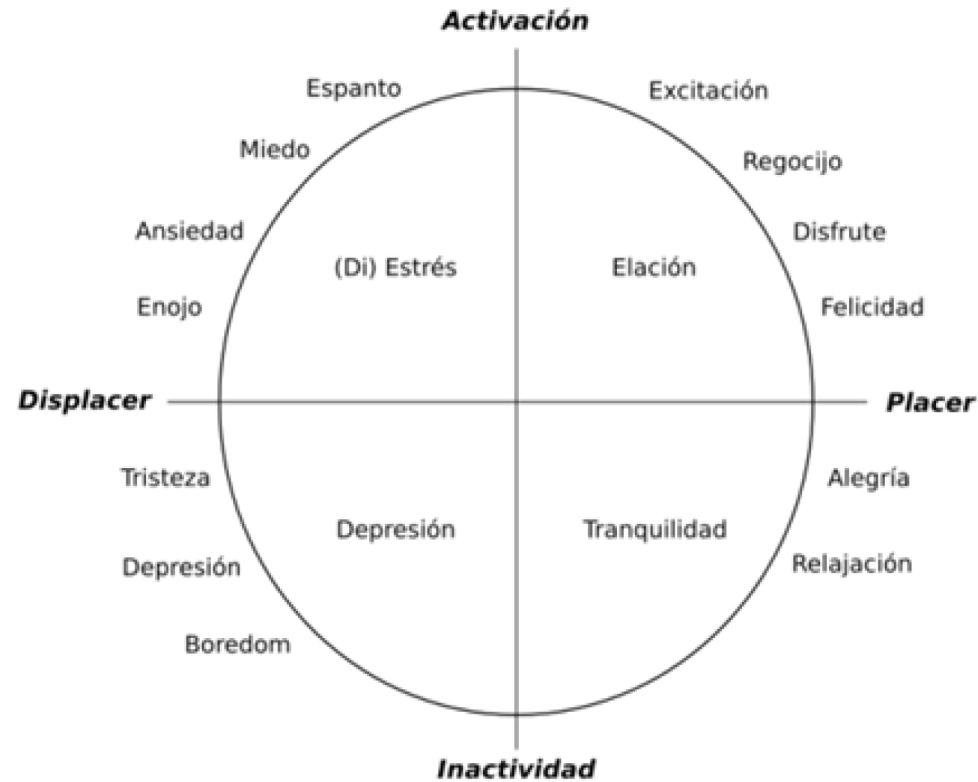 Activación
Espanto
Excitación
Miedo
Regocijo
Ansiedad
Disfrute
(Di) Estrés
Elación
Enojo
Felicidad
Displacer
Placer
Tristeza
Alegría
Depresión
Tranquilidad
Depresión
Relajación
Boredom
Inactividad